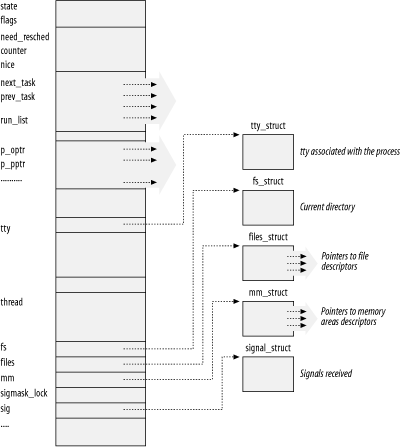 state
flags
need_resched
counter
nice
next_task
prev_task
run_list
p_optr
p_pptr
..........
tty
thread
fs
files
mm
sigmask_lock
sig
....
tty_struct
tty associated with the process
fs_struct
Current directory
files_struct
Pointers to file
descriptors
mm_struct
Pointers to memory
areas descriptors
signal_struct
Signals received